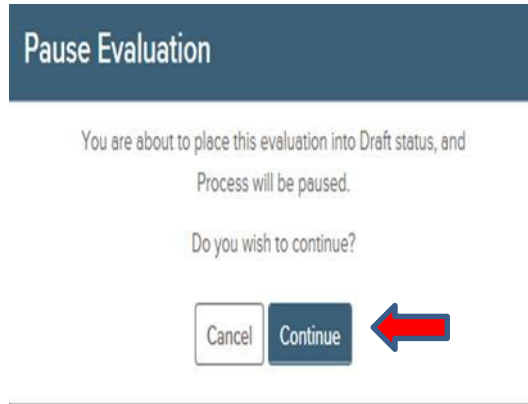 Pause Evaluation
You are about to place this evaluation into Draft status, and
Process will be paused.
Do you wish to continue?
Cancel Continue